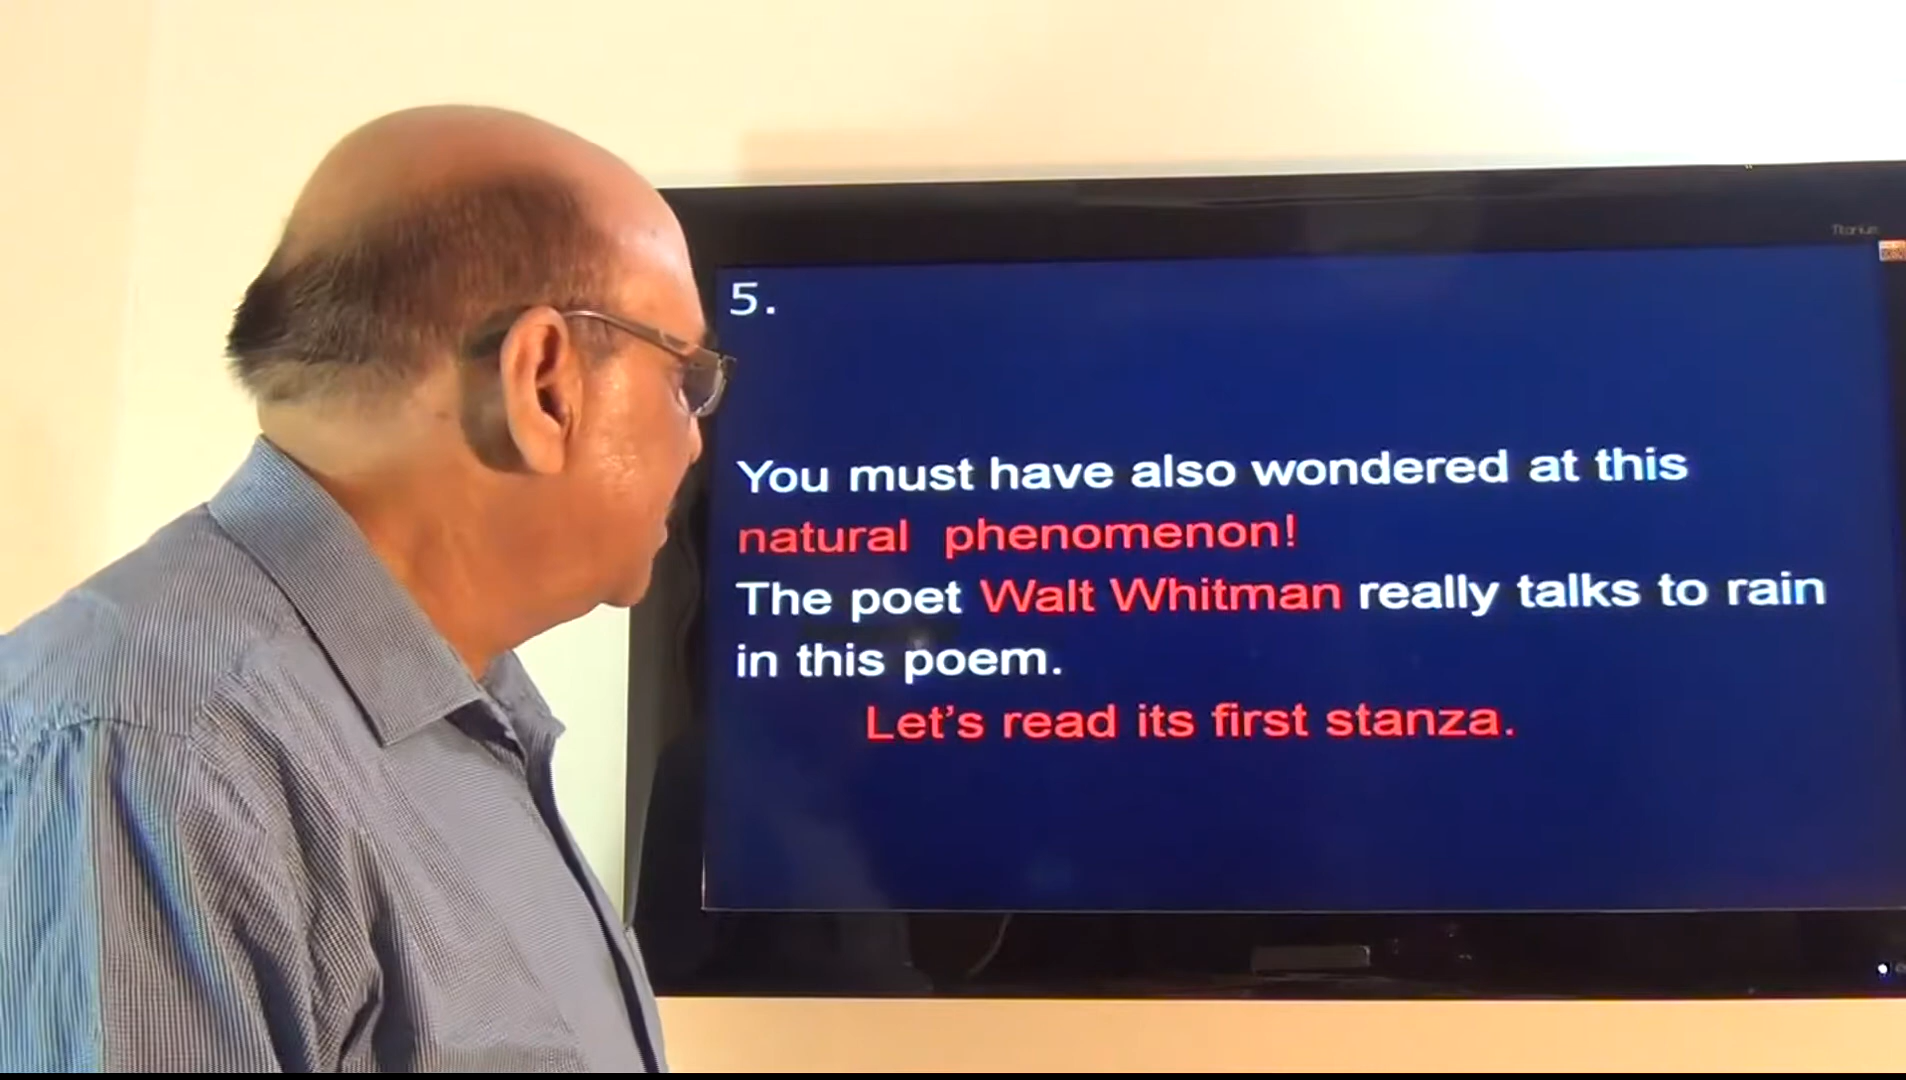 Titanium
5.
You must have also wondered at this
natural phenomenon!
The poet Walt Whitman really talks to rain
in this poem.
Let's read its first stanza.